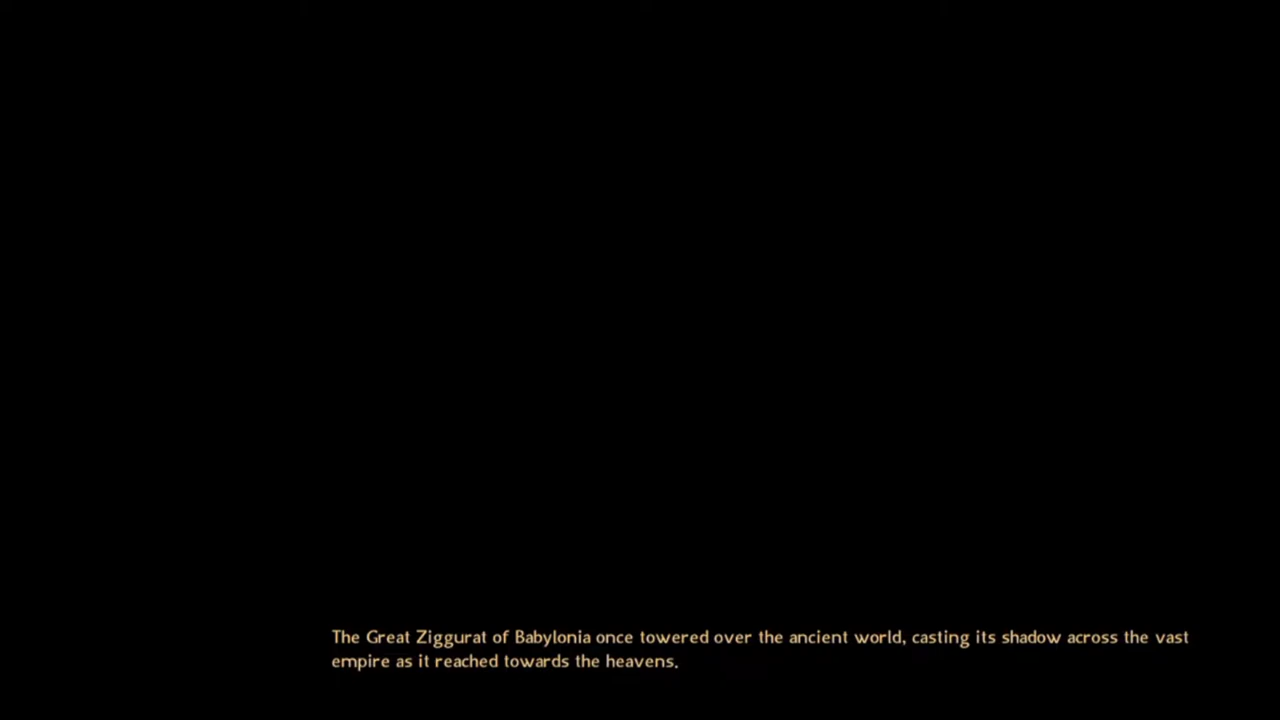 The Great Ziggurat of Babylonia once towered over the ancient world, casting its shadow across the vast
empire as it reached towards the heavens.